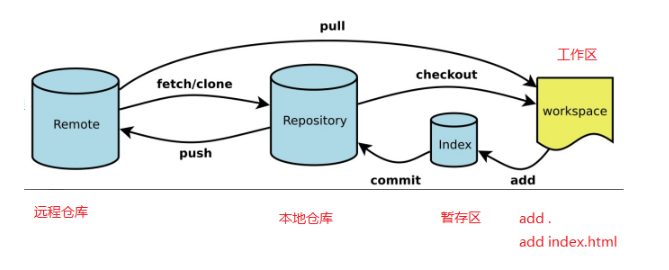 pull
工作区
fetch/clone
checkout
Remote
Repository
workspace
Index
push
commit
add
远程仓库
本地仓库
暂存区
add .
add index.html